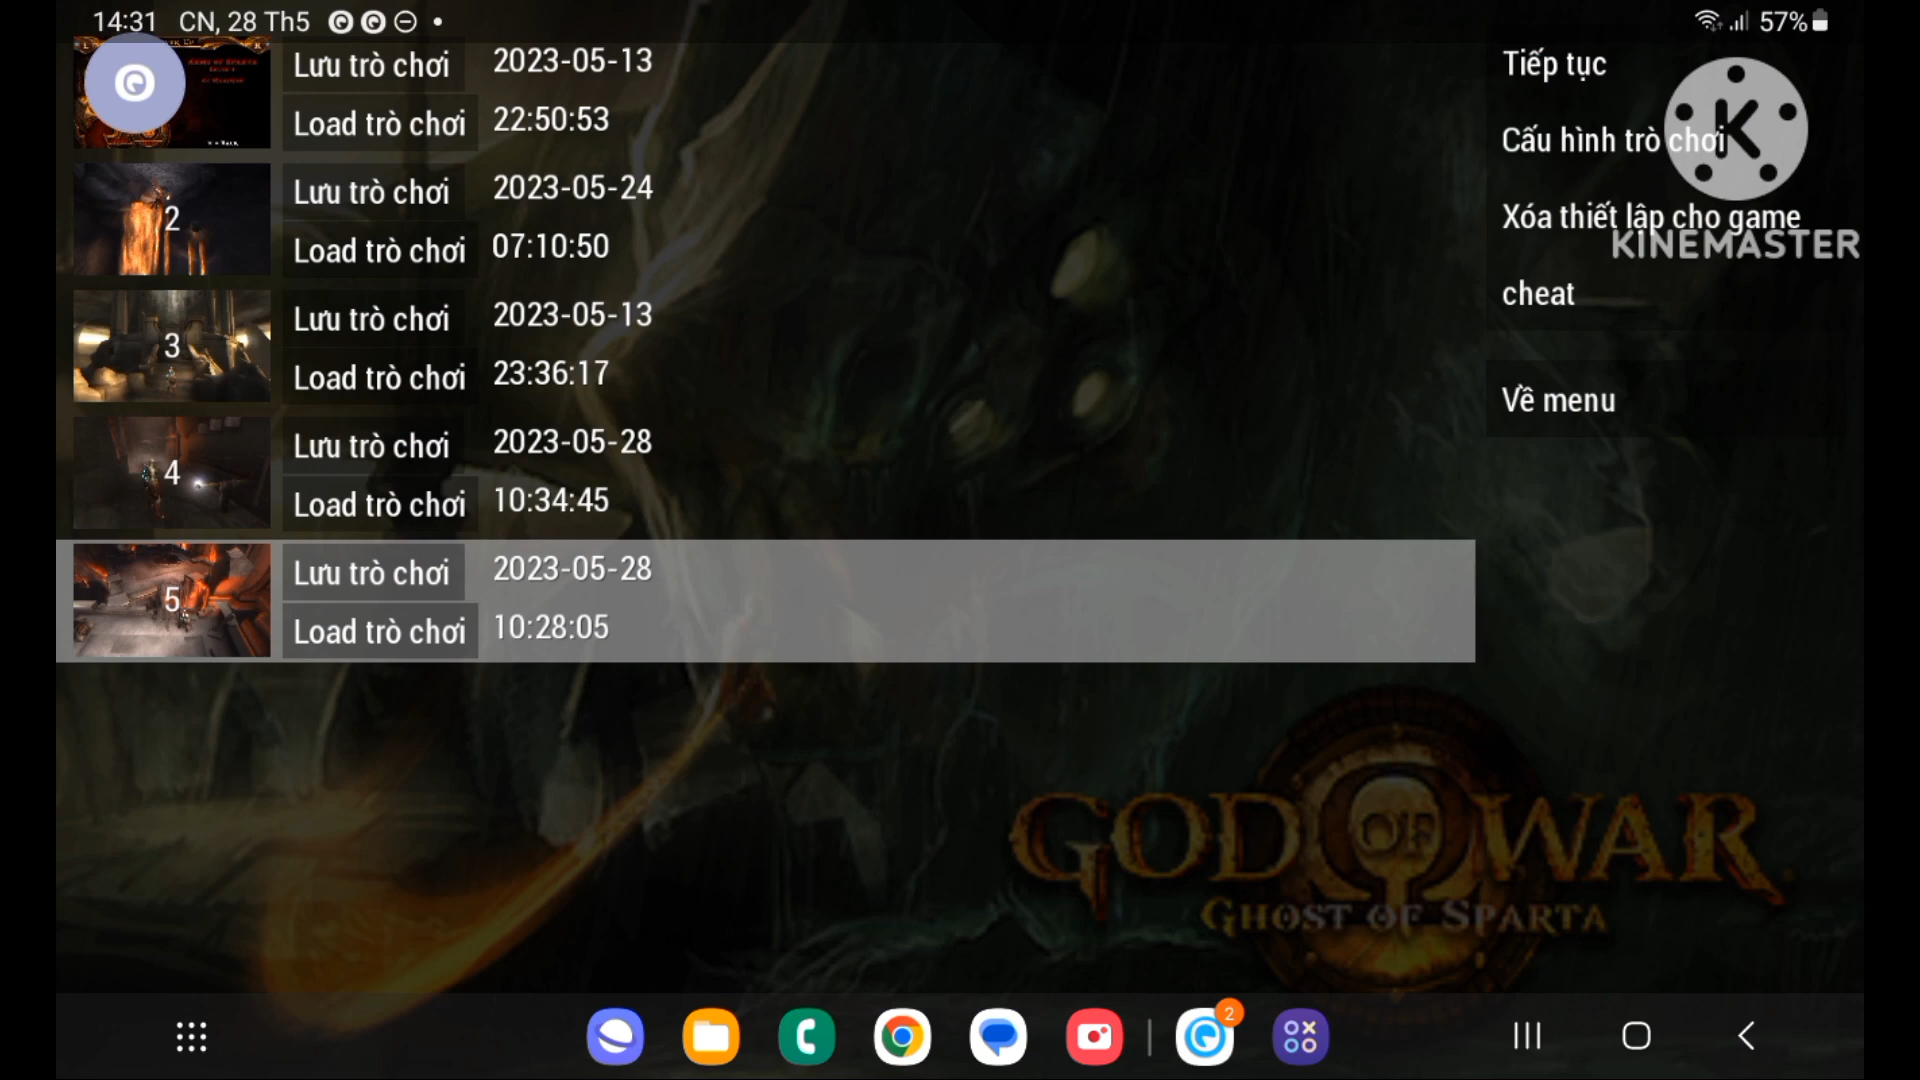 14:31 CN, 28 Th5
57%
Lưu trò chơi 2023-05-13
Load trò chơi 22:50:53
2
Lưu trò chơi 2023-05-24
Load trò chơi 07:10:50
3
Lưu trò chơi 2023-05-13
Load trò chơi 23:36:17
4
Lưu trò chơi 2023-05-28
Load trò chơi 10:34:45
5
Lưu trò chơi 2023-05-28
Load trò chơi 10:28:05
Tiếp tục
Cấu hình trò chơi
Xóa thiết lập cho game
cheat
Về menu
K
KINEMASTER
GOD OF WAR
GHOST OF SPARTA
2